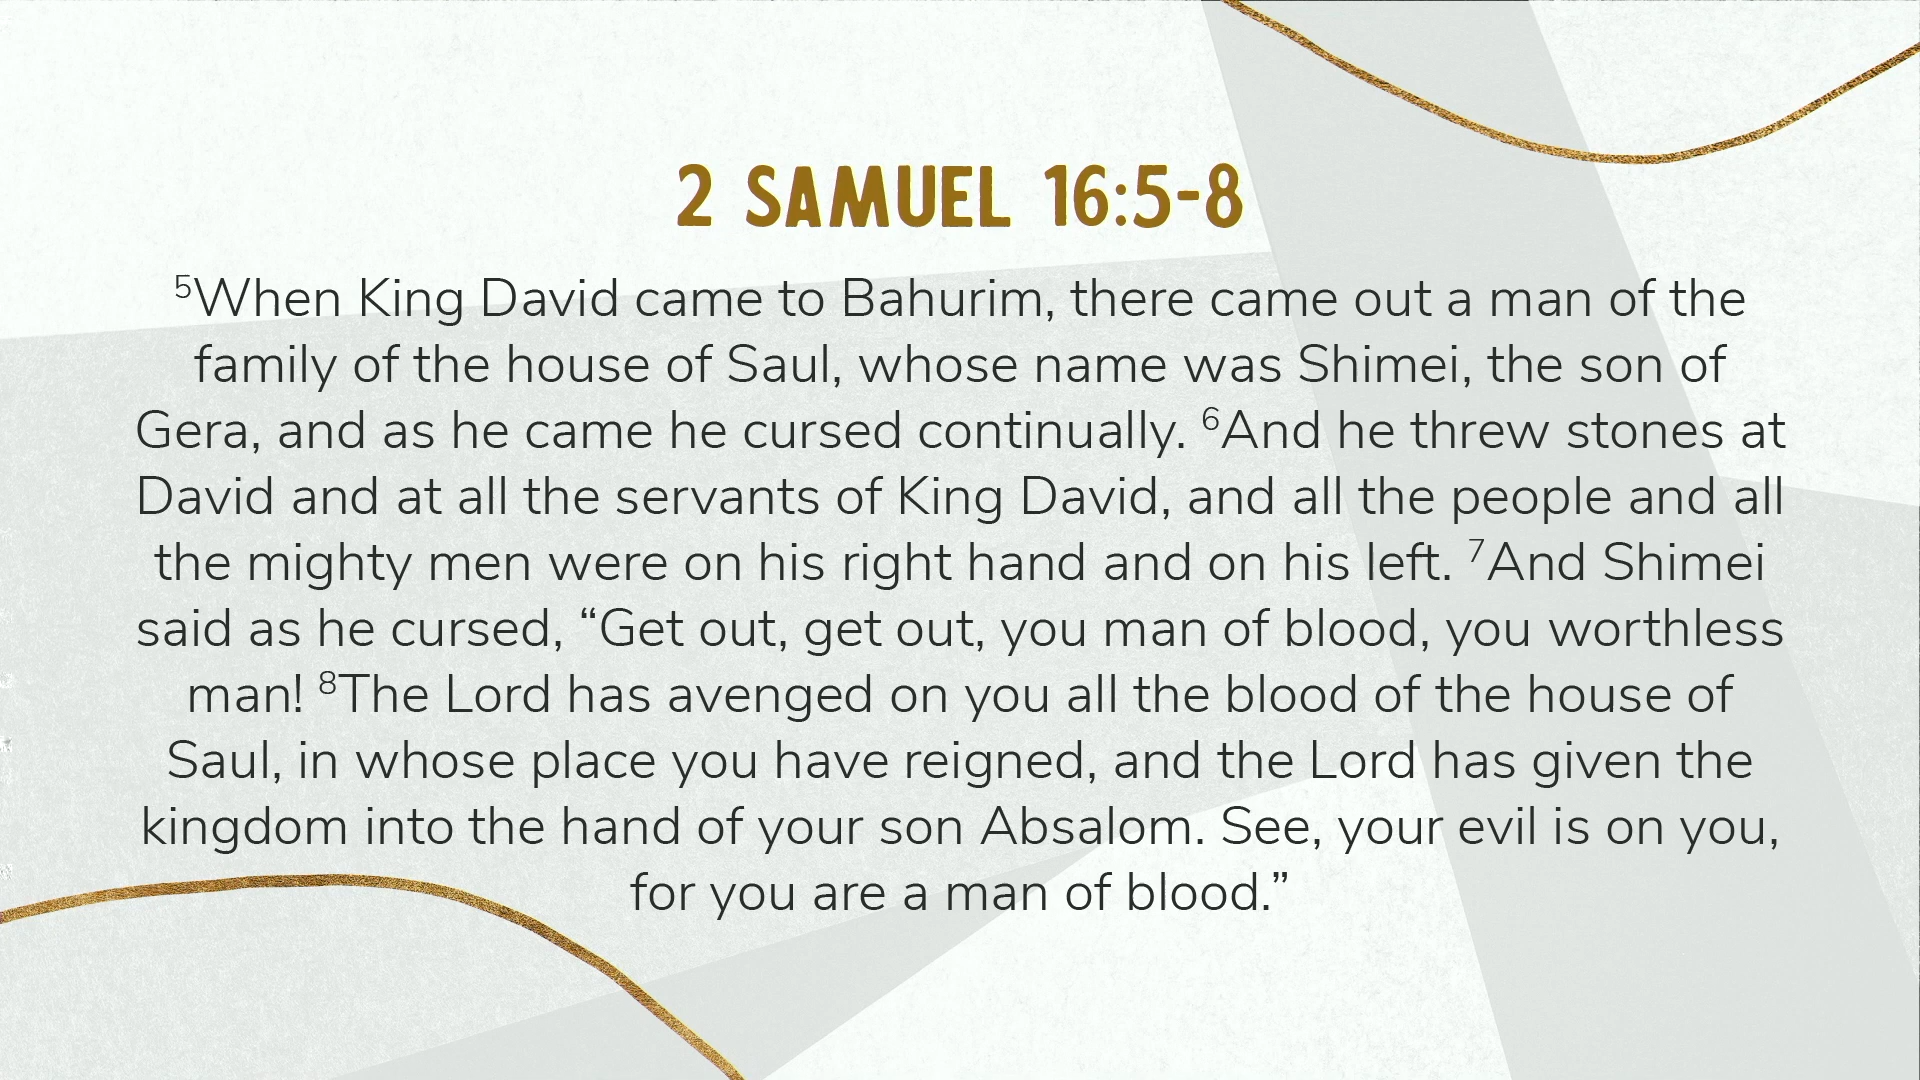 2 SAMUEL 16:5-8
⁵When King David came to Bahurim, there came out a man of the
family of the house of Saul, whose name was Shimei, the son of
Gera, and as he came he cursed continually. ⁶And he threw stones at
David and at all the servants of King David, and all the people and all
the mighty men were on his right hand and on his left. ⁷And Shimei
said as he cursed, “Get out, get out, you man of blood, you worthless
man! ⁸The Lord has avenged on you all the blood of the house of
Saul, in whose place you have reigned, and the Lord has given the
kingdom into the hand of your son Absalom. See, your evil is on you,
for you are a man of blood.”